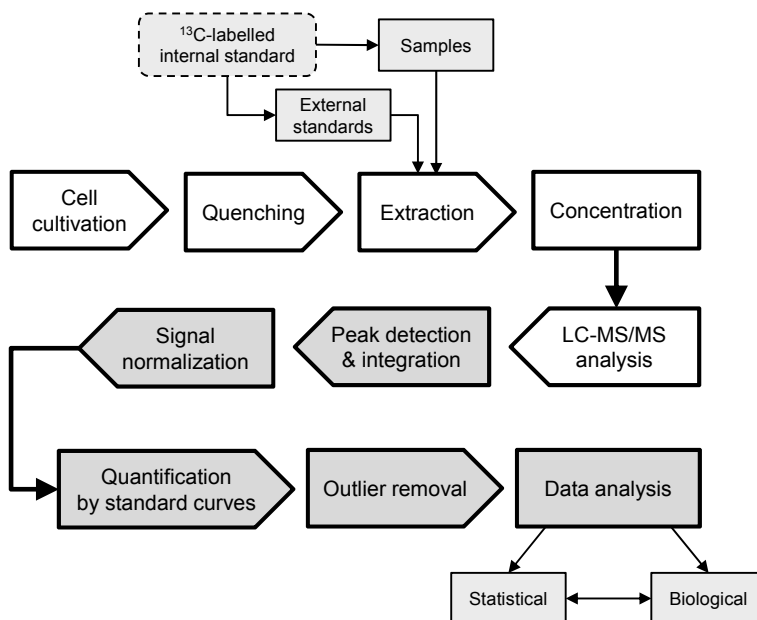 ¹³C-labelled
internal standard
Samples
External
standards
Cell
cultivation
Quenching
Extraction
Concentration
Signal
normalization
Peak detection
& integration
LC-MS/MS
analysis
Quantification
by standard curves
Outlier removal
Data analysis
Statistical
Biological